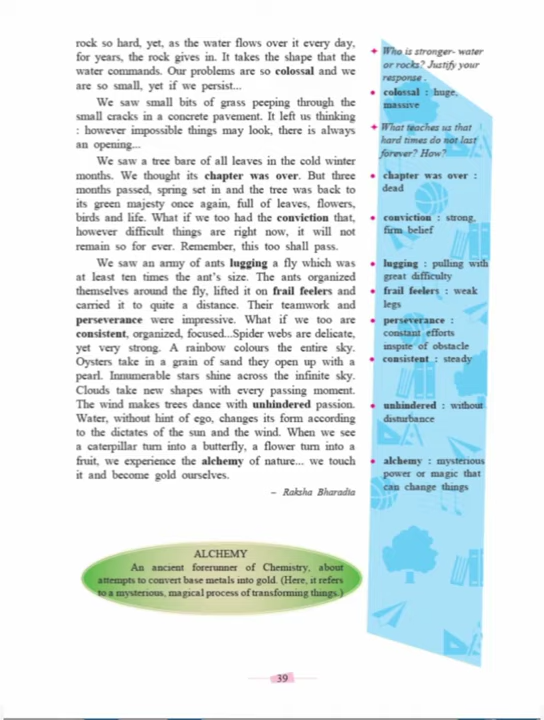 rock so hard, yet, as the water flows over it every day,
for years, the rock gives in. It takes the shape that the
water commands. Our problems are so colossal and we
are so small, yet if we persist...
We saw small bits of grass peeping through the
small cracks in a concrete pavement. It left us thinking
: however impossible things may look, there is always
an opening...
We saw a tree bare of all leaves in the cold winter
months. We thought its chapter was over. But three
months passed, spring set in and the tree was back to
its green majesty once again, full of leaves, flowers,
birds and life. What if we too had the conviction that,
however difficult things are right now, it will not
remain so for ever. Remember, this too shall pass.
We saw an army of ants lugging a fly which was
at least ten times the ant's size. The ants organized
themselves around the fly, lifted it on frail feelers and
carried it to quite a distance. Their teamwork and
perseverance were impressive. What if we too are
consistent, organized, focused...Spider webs are delicate,
yet very strong. A rainbow colours the entire sky.
Oysters take in a grain of sand they open up with a
pearl. Innumerable stars shine across the infinite sky.
Clouds take new shapes with every passing moment.
The wind makes trees dance with unhindered passion.
Water, without hint of ego, changes its form according
to the dictates of the sun and the wind. When we see
a caterpillar turn into a butterfly, a flower turn into a
fruit, we experience the alchemy of nature... we touch
it and become gold ourselves.
– Raksha Bharadia
Who is stronger- water
or rocks? Justify your
response .
colossal : huge,
massive
What teaches us that
hard times do not last
forever? How?
chapter was over :
dead
conviction : strong,
firm belief
lugging : pulling with
great difficulty
frail feelers : weak
legs
perseverance :
constant efforts
inspite of obstacle
consistent : steady
unhindered : without
disturbance
alchemy : mysterious
power or magic that
can change things
ALCHEMY
An ancient forerunner of Chemistry, about
attempts to convert base metals into gold. (Here, it refers
to a mysterious, magical process of transforming things.)
39